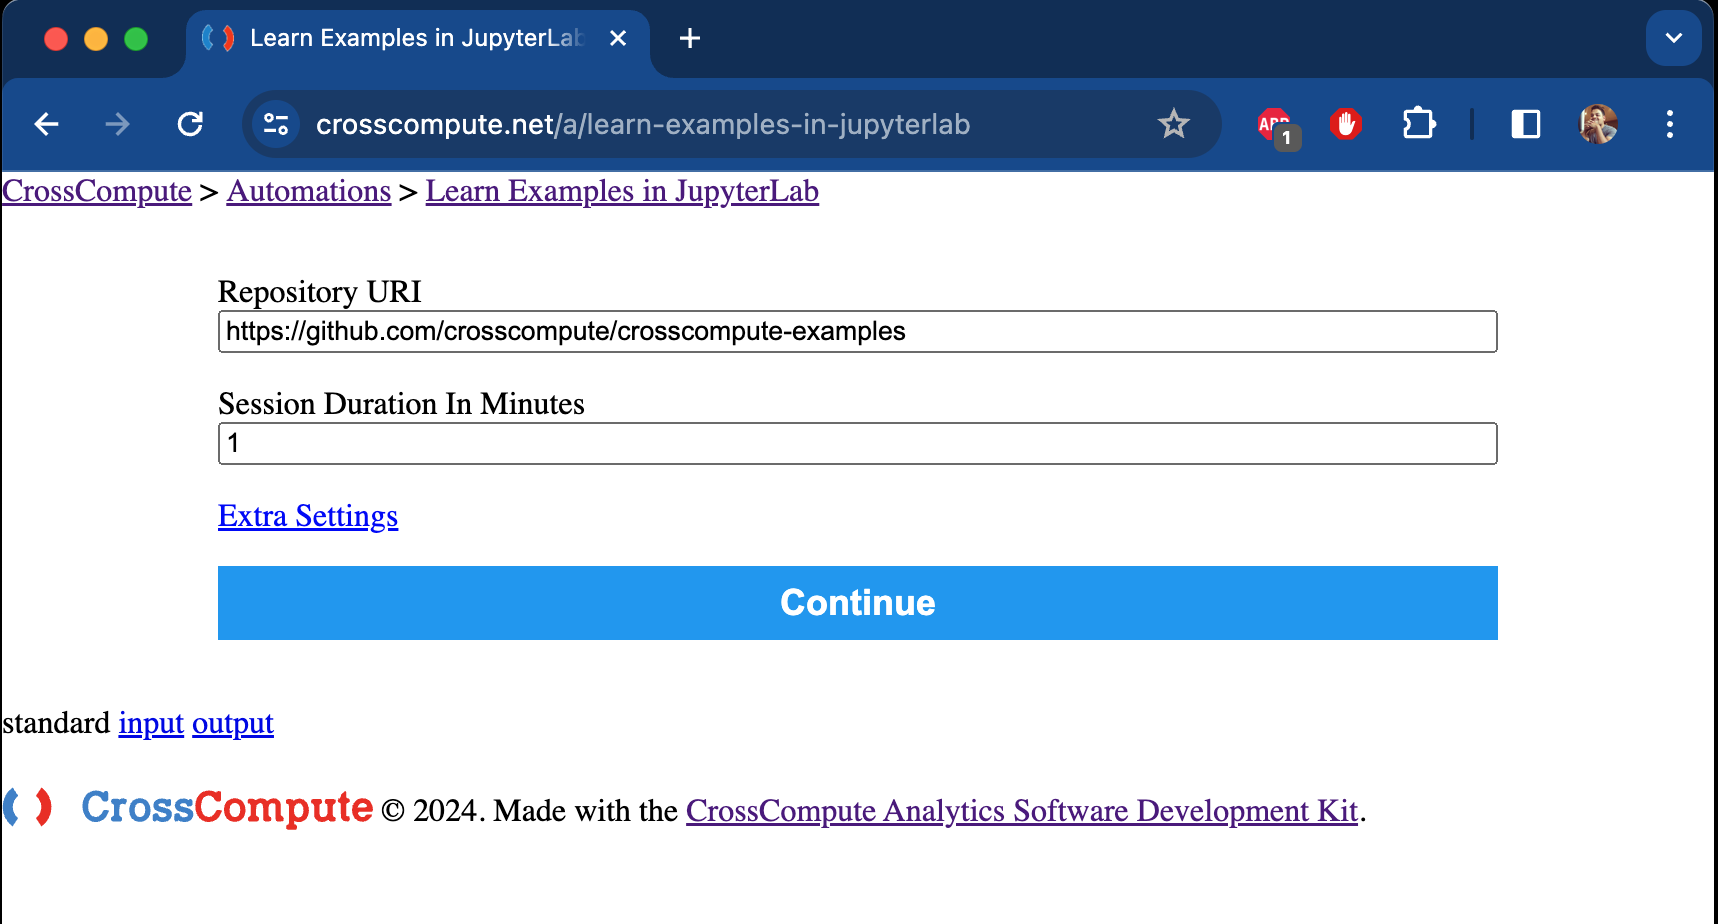 Learn Examples in JupyterLab
crosscompute.net/a/learn-examples-in-jupyterlab
ABP
1
CrossCompute > Automations > Learn Examples in JupyterLab
Repository URI
https://github.com/crosscompute/crosscompute-examples
Session Duration In Minutes
1
Extra Settings
Continue
standard input output
CrossCompute © 2024. Made with the CrossCompute Analytics Software Development Kit.